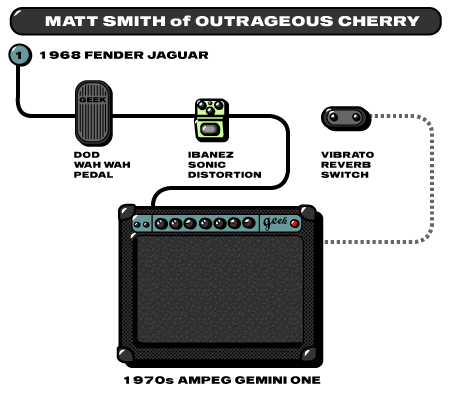 MATT SMITH of OUTRAGEOUS CHERRY
1 1968 FENDER JAGUAR
GEEK
DOD
WAH WAH
PEDAL
IBANEZ
SONIC
DISTORTION
VIBRATO
REVERB
SWITCH
geek
1970s AMPEG GEMINI ONE